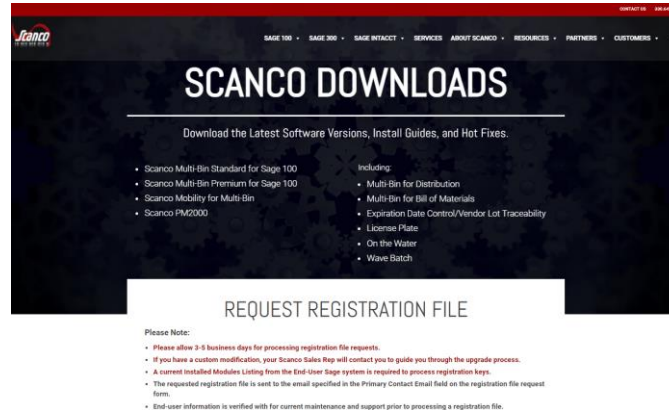 CONTACT US
Scanco
SAGE 100 SAGE 300 SAGE INTACCT SERVICES ABOUT SCANCO RESOURCES PARTNERS CUSTOMERS
SCANCO DOWNLOADS
Download the Latest Software Versions, Install Guides, and Hot Fixes.
• Scanco Multi-Bin Standard for Sage 100
• Scanco Multi-Bin Premium for Sage 100
• Scanco Mobility for Multi-Bin
• Scanco PM2000
Including:
• Multi-Bin for Distribution
• Multi-Bin for Bill of Materials
• Expiration Date Control/Vendor Lot Traceability
• License Plate
• On the Water
• Wave Batch
REQUEST REGISTRATION FILE
Please Note:
• Please allow 3-5 business days for processing registration file requests.
• If you have a custom modification, your Scanco Sales Rep will contact you to guide you through the upgrade process.
• A current Installed Modules Listing from the End-User Sage system is required to process registration keys.
• The requested registration file is sent to the email specified in the Primary Contact Email field on the registration file request
form.
• End-user information is verified with for current maintenance and support prior to processing a registration file.